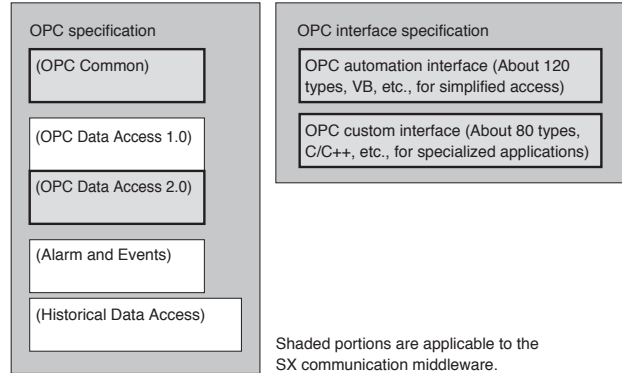 OPC specification
(OPC Common)
(OPC Data Access 1.0)
(OPC Data Access 2.0)
(Alarm and Events)
(Historical Data Access)
OPC interface specification
OPC automation interface (About 120
types, VB, etc., for simplified access)
OPC custom interface (About 80 types,
C/C++, etc., for specialized applications)
Shaded portions are applicable to the
SX communication middleware.